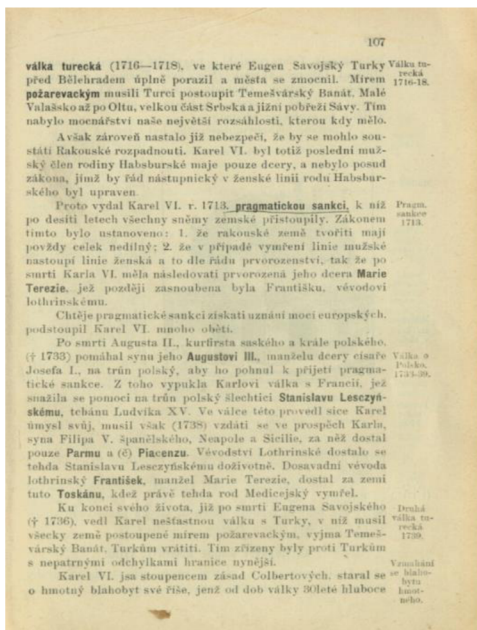 107
válka turecká (1716—1718), ve které Eugen Savojský Turky
před Bělehradem úplně porazil a města se zmocnil. Mírem
požarevackým musili Turci postoupit Temešvárský Banát, Malé
Valašsko až po Oltu, velkou část Srbska a jižní pobřeží Sávy. Tím
nabylo mocnářství naše největší rozsáhlosti, kterou kdy mělo.
Válka tu-
recká
1716-18.
Avšak zároveň nastalo již nebezpečí, že by se mohlo sou-
státí Rakouské rozpadnouti. Karel VI. byl totiž poslední muž-
ský člen rodiny Habsburské maje pouze dcery, a nebylo posud
zákona, jímž by řád nástupnický v ženské linii rodu Habsbur-
ského byl upraven.
Proto vydal Karel VI. r. 1713. pragmatickou sankci, k níž
po desíti letech všechny sněmy zemské přistoupily. Zákonem
tímto bylo ustanoveno: 1. že rakouské země tvořiti mají
povždy celek nedílný; 2. že v případě vymření linie mužské
nastoupí linie ženská a to dle řádu prvorozenství, tak že po
smrti Karla VI. měla následovati prvorozená jeho dcera Marie
Terezie, jež později zasnoubena byla Františku, vévodovi
lothrinskému.
Pragm.
sankce
1713.
Chtěje pragmatické sankci získati uznání mocí europských,
podstoupil Karel VI. mnoho obětí.
Po smrti Augusta II., kurfirsta saského a krále polského,
(† 1733) pomáhal synu jeho Augustovi III., manželu dcery císaře
Josefa I., na trůn polský, aby ho pohnul k přijetí pragma-
tické sankce. Z toho vypukla Karlovi válka s Francií, jež
snažila se pomoci na trůn polský šlechtici Stanislavu Lesczyń-
skému, tchánu Ludvíka XV. Ve válce této provedl sice Karel
úmysl svůj, musil však (1738) vzdáti se ve prospěch Karla,
syna Filipa V. španělského, Neapole a Sicilie, za něž dostal
pouze Parmu a (č) Piacenzu. Vévodství Lothrinské dostalo se
tehda Stanislavu Lesczyńskému doživotně. Dosavadní vévoda
lothrinský František, manžel Marie Terezie, dostal za zemi
tuto Toskánu, kdež právě tehda rod Medicejský vymřel.
Válka o
Polsko,
1733-39.
Ku konci svého života, již po smrti Eugena Savojského
(† 1736), vedl Karel nešťastnou válku s Turky, v níž musil
všecky země postoupené mírem požarevackým, vyjma Temeš-
várský Banát, Turkům vrátiti. Tím zřízeny byly proti Turkům
s nepatrnými odchylkami hranice nynější.
Druhá
válka tu-
recká
1739.
Karel VI. jsa stoupencem zásad Colbertových, staral se
o hmotný blahobyt své říše, jenž od dob války 30leté hluboce
Vzmáhání
se blaho-
bytu
hmot-
ného.